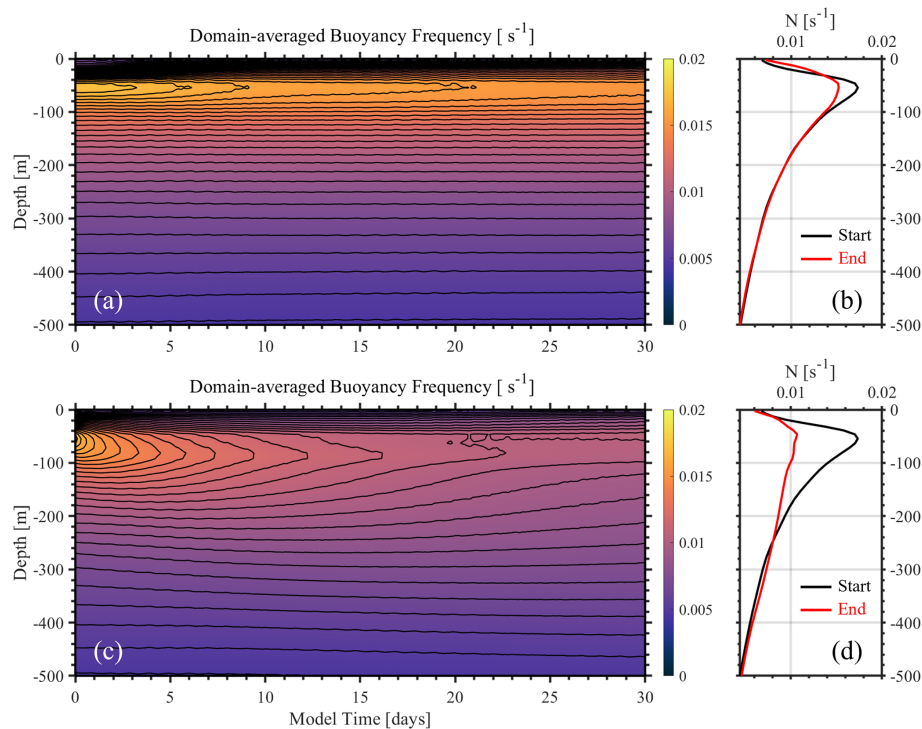 Domain-averaged Buoyancy Frequency [ s⁻¹]
N [s⁻¹]
0.01 0.02
0
-100
-200
-300
-400
-500
Depth [m]
(a)
0 5 10 15 20 25 30
0.02
0.015
0.01
0.005
0
0
-100
-200
-300
-400
-500
Start
End
(b)
Domain-averaged Buoyancy Frequency [ s⁻¹]
N [s⁻¹]
0.01 0.02
0
-100
-200
-300
-400
-500
Depth [m]
(c)
0 5 10 15 20 25 30
Model Time [days]
0.02
0.015
0.01
0.005
0
0
-100
-200
-300
-400
-500
Start
End
(d)